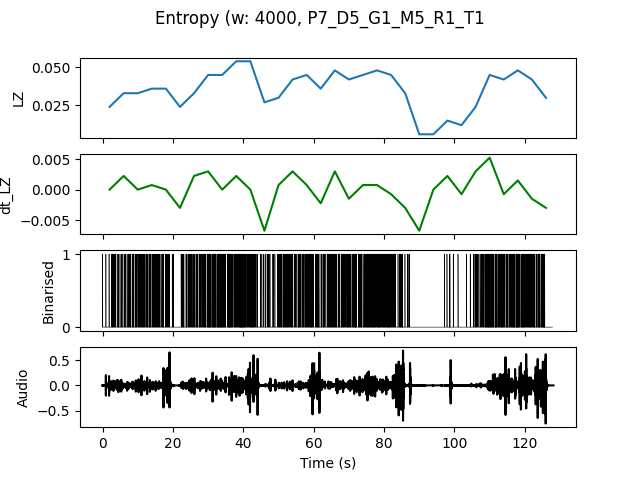 Entropy (w: 4000, P7_D5_G1_M5_R1_T1
0.050
0.025
LZ
0.005
0.000
−0.005
dt_LZ
1
0
Binarised
0.5
0.0
−0.5
Audio
0 20 40 60 80 100 120
Time (s)